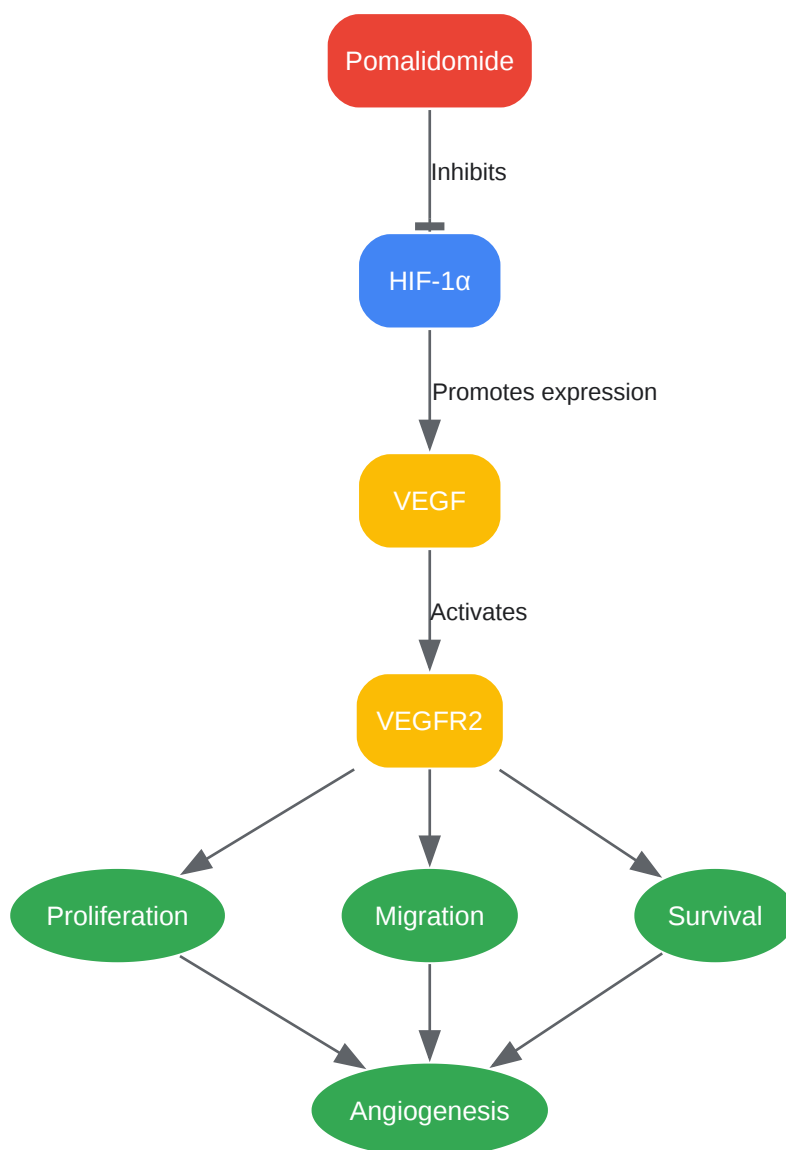 Pomalidomide
Inhibits
HIF-1α
Promotes expression
VEGF
Activates
VEGFR2
Proliferation
Migration
Survival
Angiogenesis